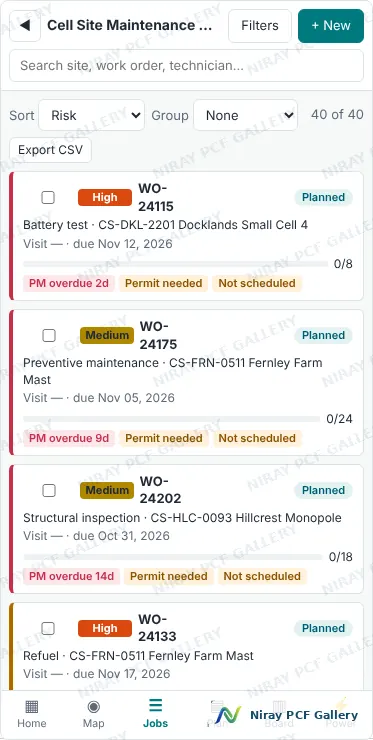 ◀ Cell Site Maintenance ... Filters + New
Search site, work order, technician...
Sort Risk Group None 40 of 40
Export CSV
High WO-24115 Planned
Battery test · CS-DKL-2201 Docklands Small Cell 4
Visit — · due Nov 12, 2026
0/8
PM overdue 2d Permit needed Not scheduled
Medium WO-24175 Planned
Preventive maintenance · CS-FRN-0511 Fernley Farm
Mast
Visit — · due Nov 05, 2026
0/24
PM overdue 9d Permit needed Not scheduled
Medium WO-24202 Planned
Structural inspection · CS-HLC-0093 Hillcrest Monopole
Visit — · due Oct 31, 2026
0/18
PM overdue 14d Permit needed Not scheduled
High WO-24133 Planned
Refuel · CS-FRN-0511 Fernley Farm Mast
Visit — · due Nov 17, 2026
Home Map Jobs Board Power
Niray PCF Gallery
NIRAY PCF GALLERY